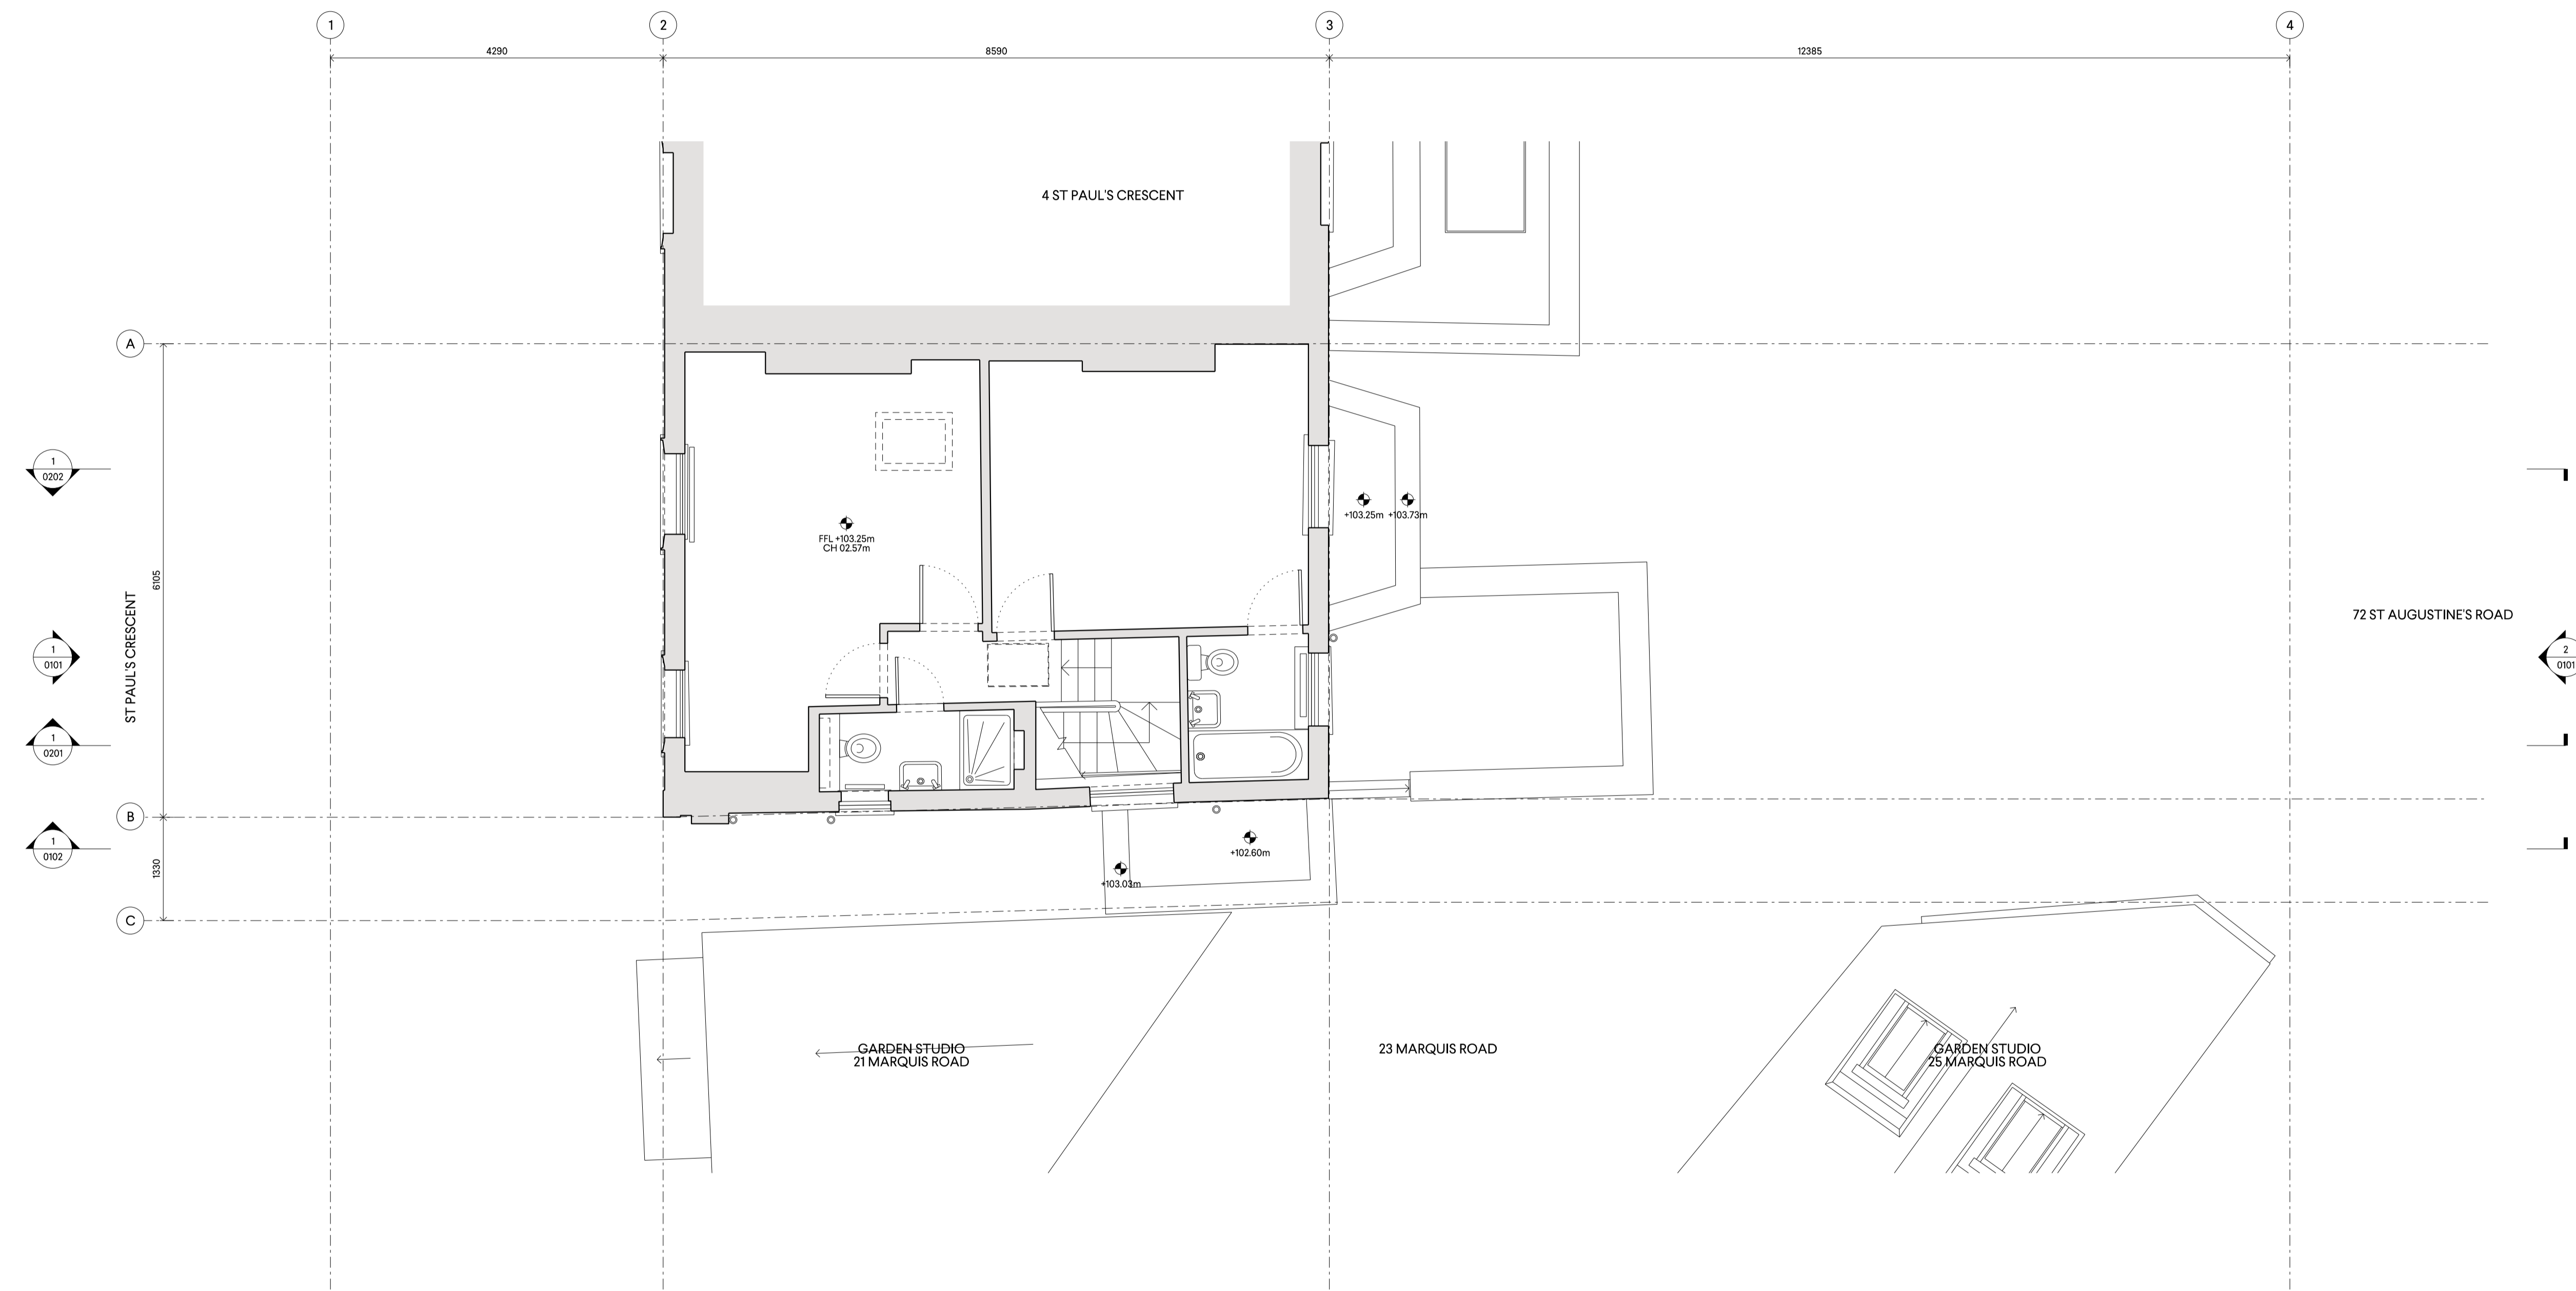 1
2
3
4
4290
8590
12385
4 ST PAUL'S CRESCENT
A
1
0202
+103.25m
+103.73m
FFL +103.25m
CH 02.57m
6105
ST PAUL'S CRESCENT
72 ST AUGUSTINE'S ROAD
1
0101
2
0101
1
0201
B
+102.60m
1
0102
1330
+103.03m
C
GARDEN STUDIO
21 MARQUIS ROAD
23 MARQUIS ROAD
GARDEN STUDIO
25 MARQUIS ROAD